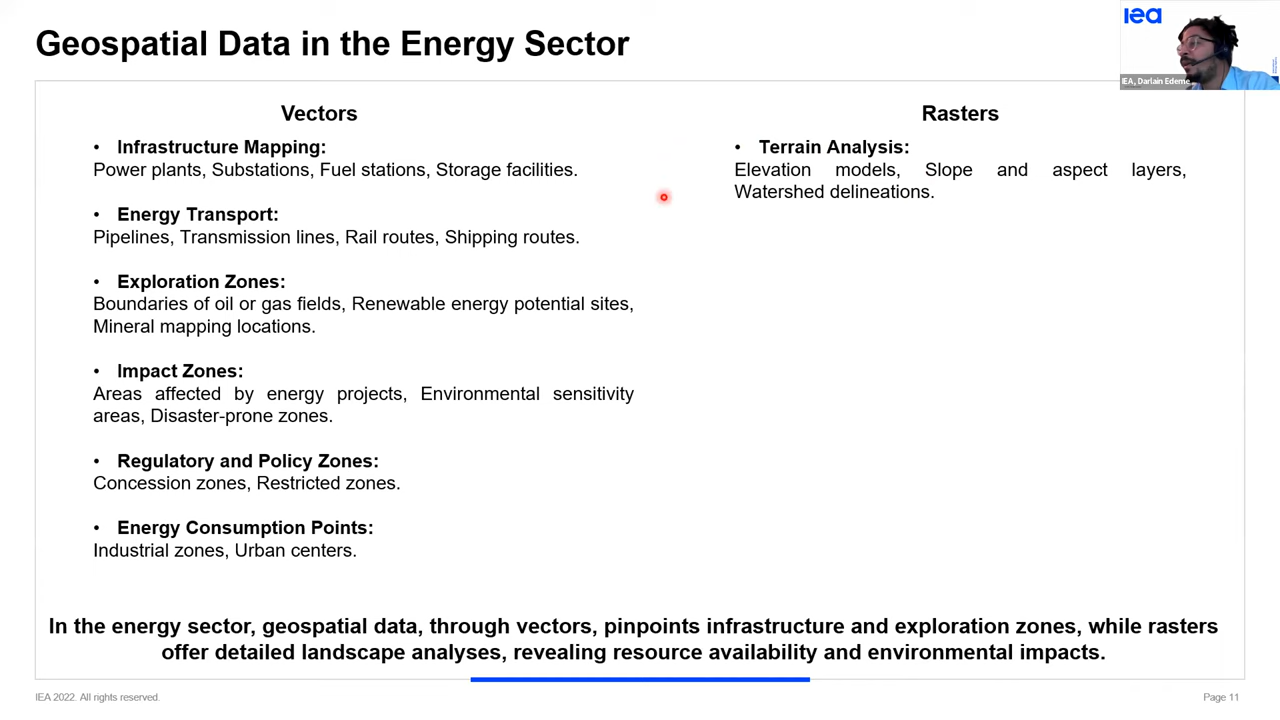 Geospatial Data in the Energy Sector
iea
IEA, Darlain Edeme
Vectors
• Infrastructure Mapping:
Power plants, Substations, Fuel stations, Storage facilities.
• Energy Transport:
Pipelines, Transmission lines, Rail routes, Shipping routes.
• Exploration Zones:
Boundaries of oil or gas fields, Renewable energy potential sites,
Mineral mapping locations.
• Impact Zones:
Areas affected by energy projects, Environmental sensitivity
areas, Disaster-prone zones.
• Regulatory and Policy Zones:
Concession zones, Restricted zones.
• Energy Consumption Points:
Industrial zones, Urban centers.
Rasters
• Terrain Analysis:
Elevation models, Slope and aspect layers,
Watershed delineations.
In the energy sector, geospatial data, through vectors, pinpoints infrastructure and exploration zones, while rasters
offer detailed landscape analyses, revealing resource availability and environmental impacts.
IEA 2022. All rights reserved.
Page 11